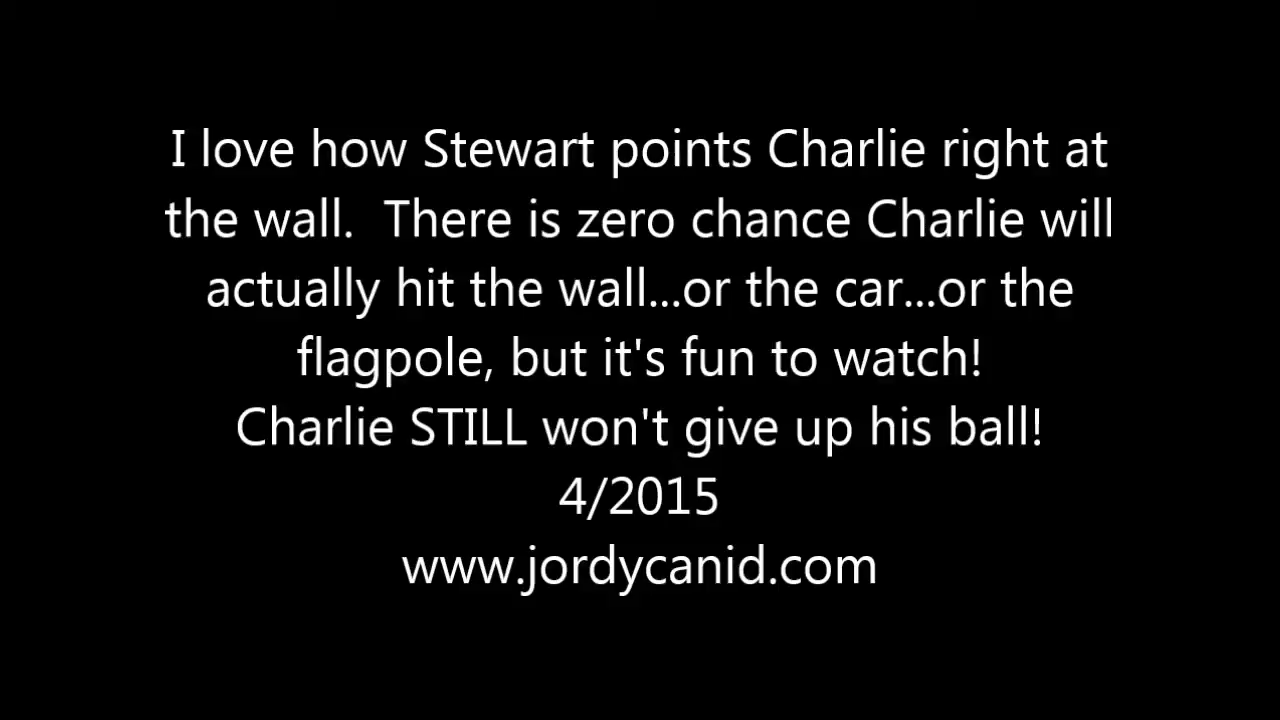 I love how Stewart points Charlie right at
the wall.  There is zero chance Charlie will
actually hit the wall...or the car...or the
flagpole, but it's fun to watch!
Charlie STILL won't give up his ball!
4/2015
www.jordycanid.com